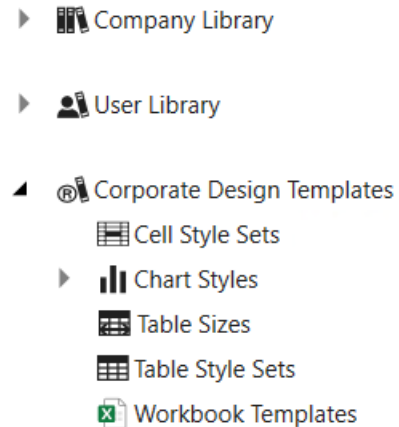 Company Library
User Library
Corporate Design Templates
Cell Style Sets
Chart Styles
Table Sizes
Table Style Sets
Workbook Templates